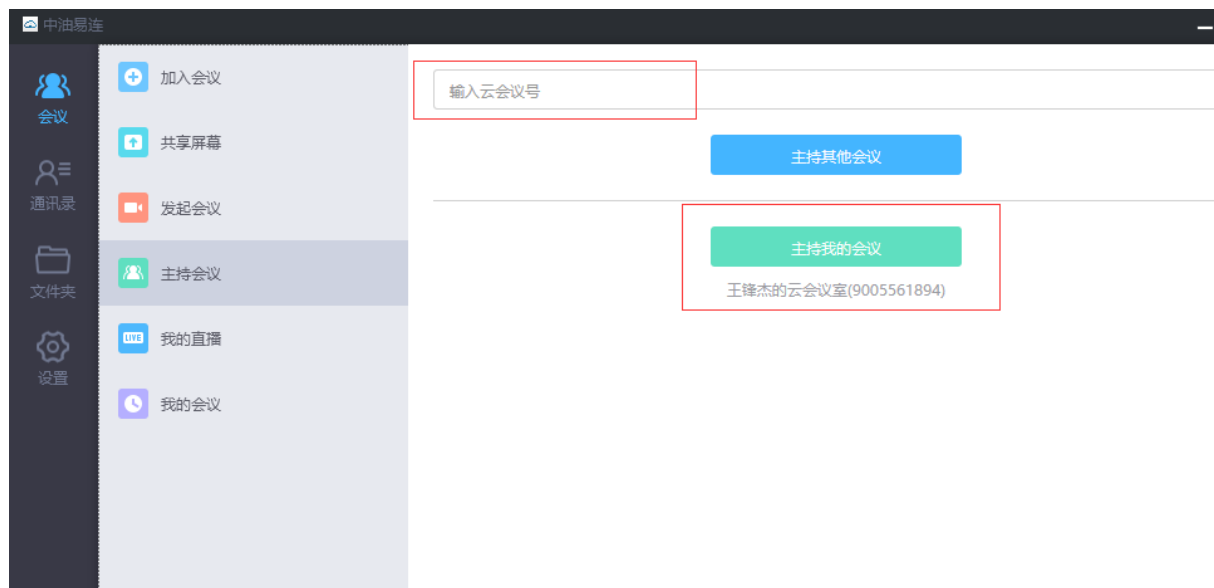 中油易连
会议
通讯录
文件夹
设置
加入会议
共享屏幕
发起会议
主持会议
LIVE 我的直播
我的会议
输入云会议号
主持其他会议
主持我的会议
王锋杰的云会议室(9005561894)